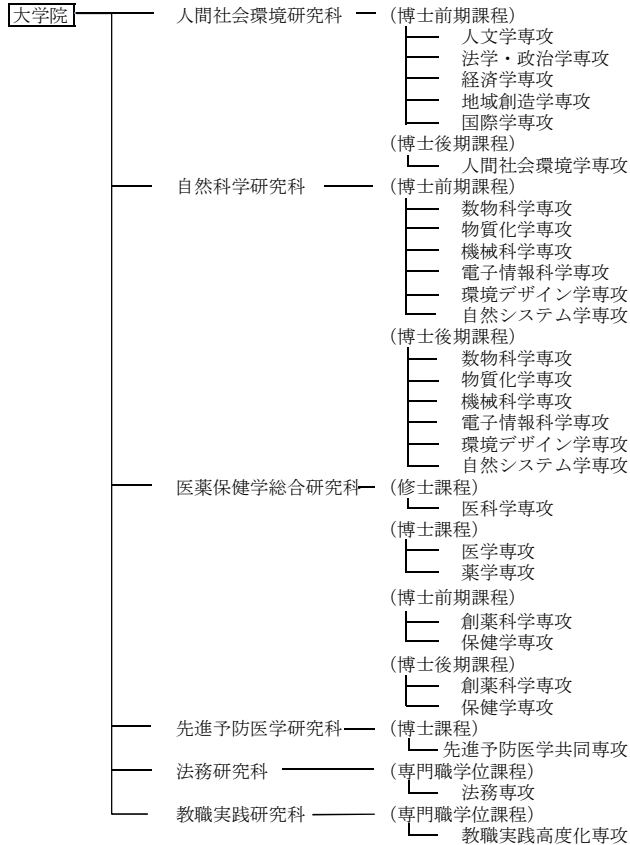 大学院 人間社会環境研究科 (博士前期課程)
人文学専攻
法学・政治学専攻
経済学専攻
地域創造学専攻
国際学専攻
(博士後期課程)
人間社会環境学専攻
自然科学研究科 (博士前期課程)
数物科学専攻
物質化学専攻
機械科学専攻
電子情報科学専攻
環境デザイン学専攻
自然システム学専攻
(博士後期課程)
数物科学専攻
物質化学専攻
機械科学専攻
電子情報科学専攻
環境デザイン学専攻
自然システム学専攻
医薬保健学総合研究科 (修士課程)
医科学専攻
(博士課程)
医学専攻
薬学専攻
(博士前期課程)
創薬科学専攻
保健学専攻
(博士後期課程)
創薬科学専攻
保健学専攻
先進予防医学研究科 (博士課程)
先進予防医学共同専攻
法務研究科 (専門職学位課程)
法務専攻
教職実践研究科 (専門職学位課程)
教職実践高度化専攻